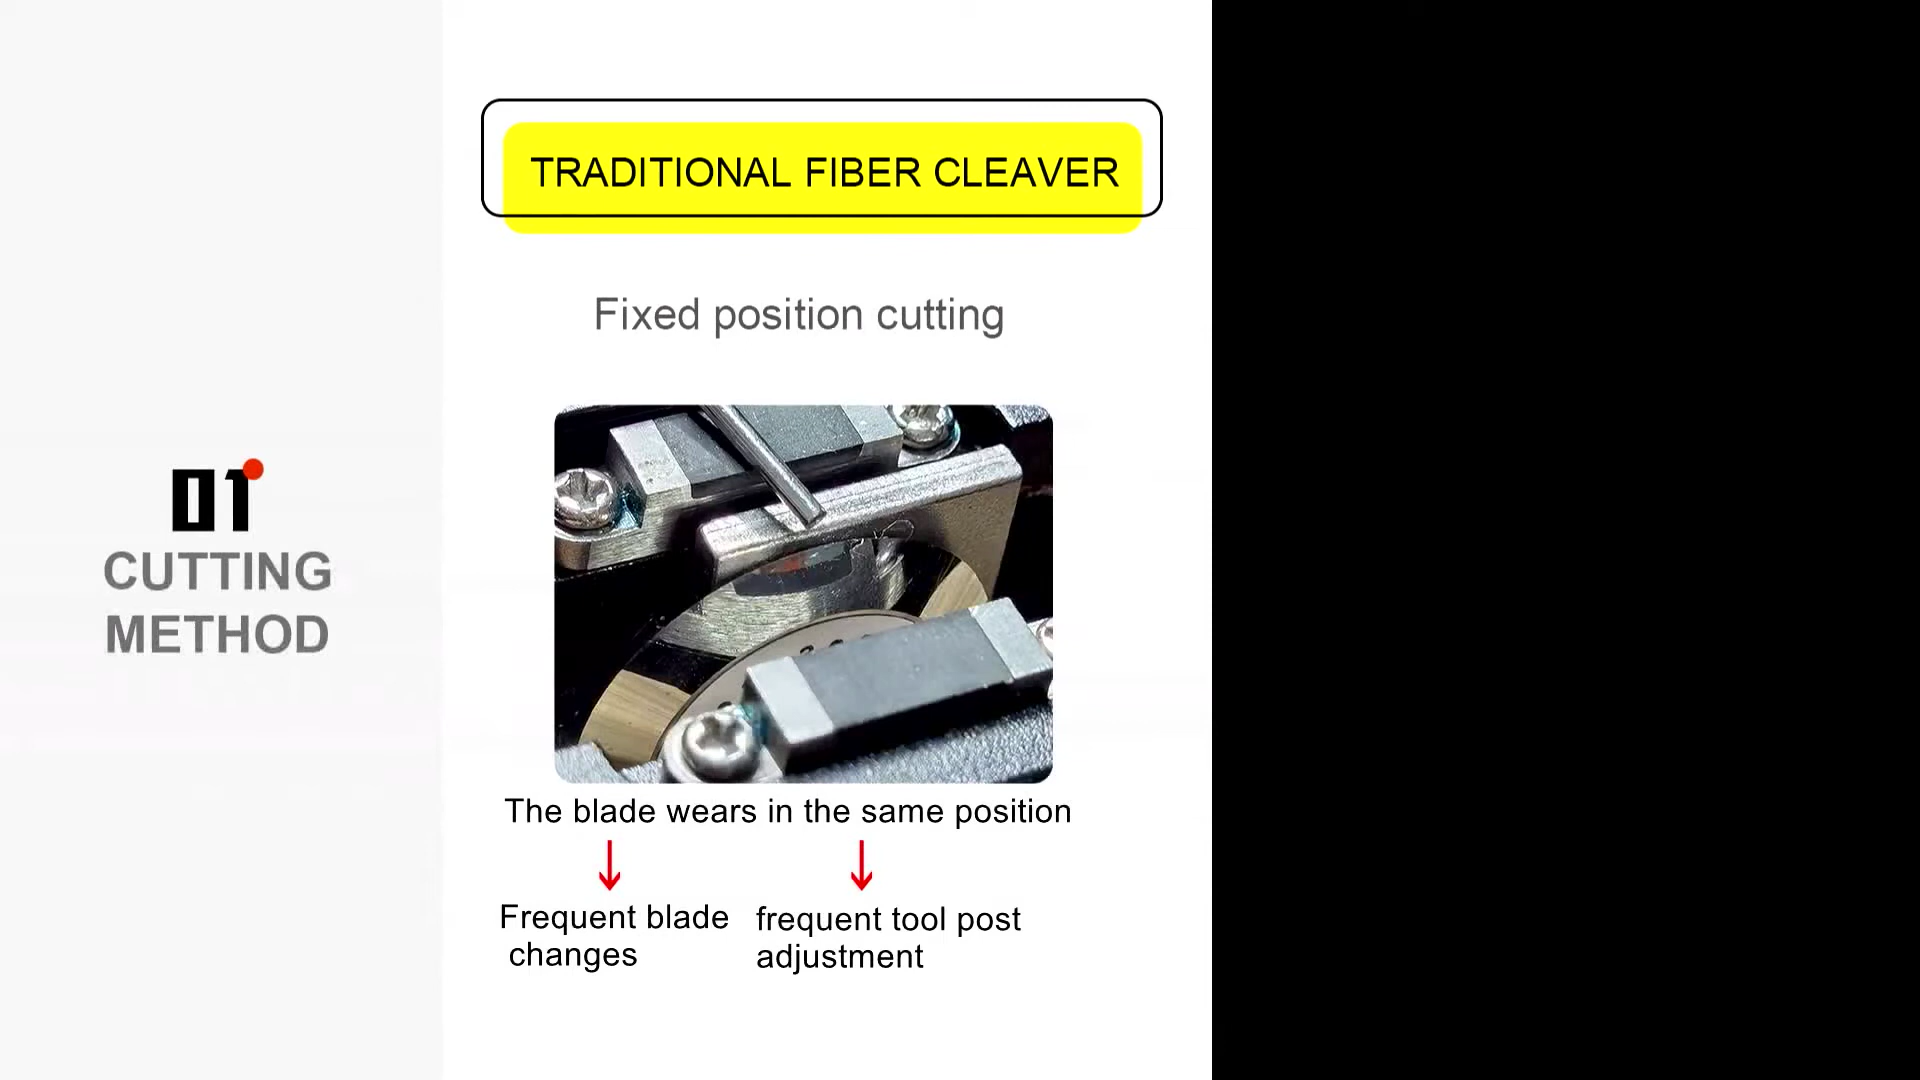 01
CUTTING
METHOD
TRADITIONAL FIBER CLEAVER
Fixed position cutting
The blade wears in the same position
Frequent blade
changes
frequent tool post
adjustment